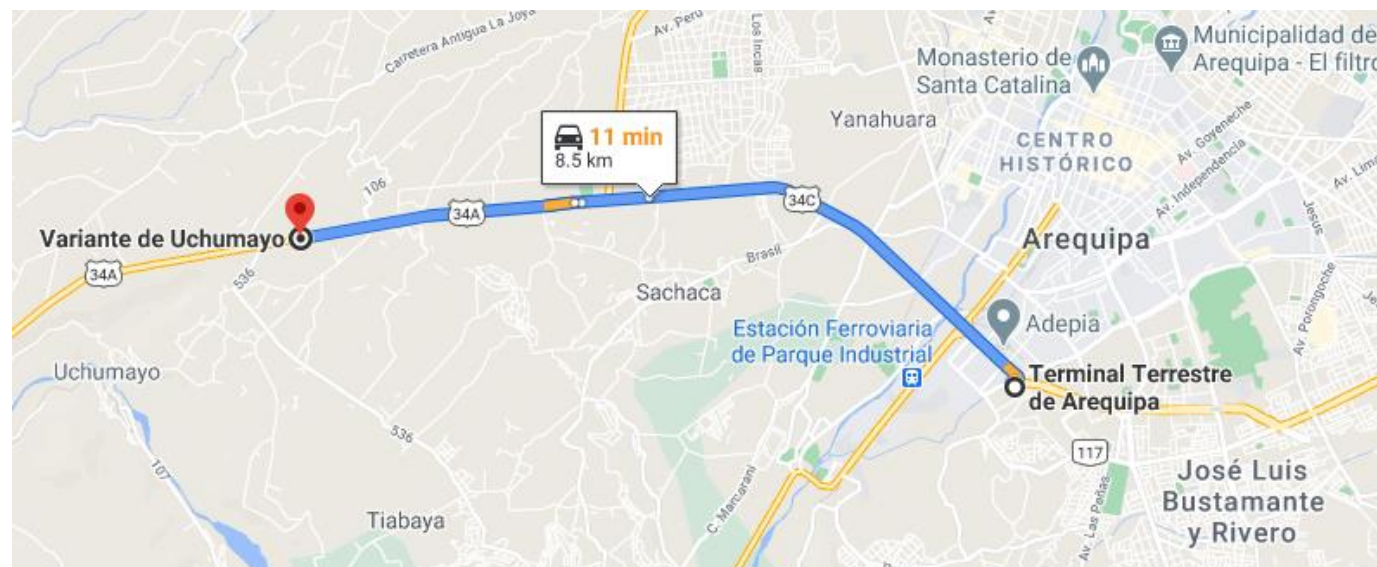 Carretera Antigua La Joya
Av. Perú
Los Incas
Municipalidad de
Arequipa - El filtro
Monasterio de
Santa Catalina
Yanahuara
CENTRO
HISTÓRICO
Av. Goyeneche
Av. Independencia
Av. Lima
Jesús
11 min
8.5 km
106
34A
34C
Variante de Uchumayo
34A
536
Brasil
Arequipa
Sachaca
Av. Porongoche
Estación Ferroviaria
de Parque Industrial
Adepia
Uchumayo
Terminal Terrestre
de Arequipa
536
107
117
C. Marcarani
Av. Las Peñas
José Luis
Bustamante
y Rivero
Tiabaya